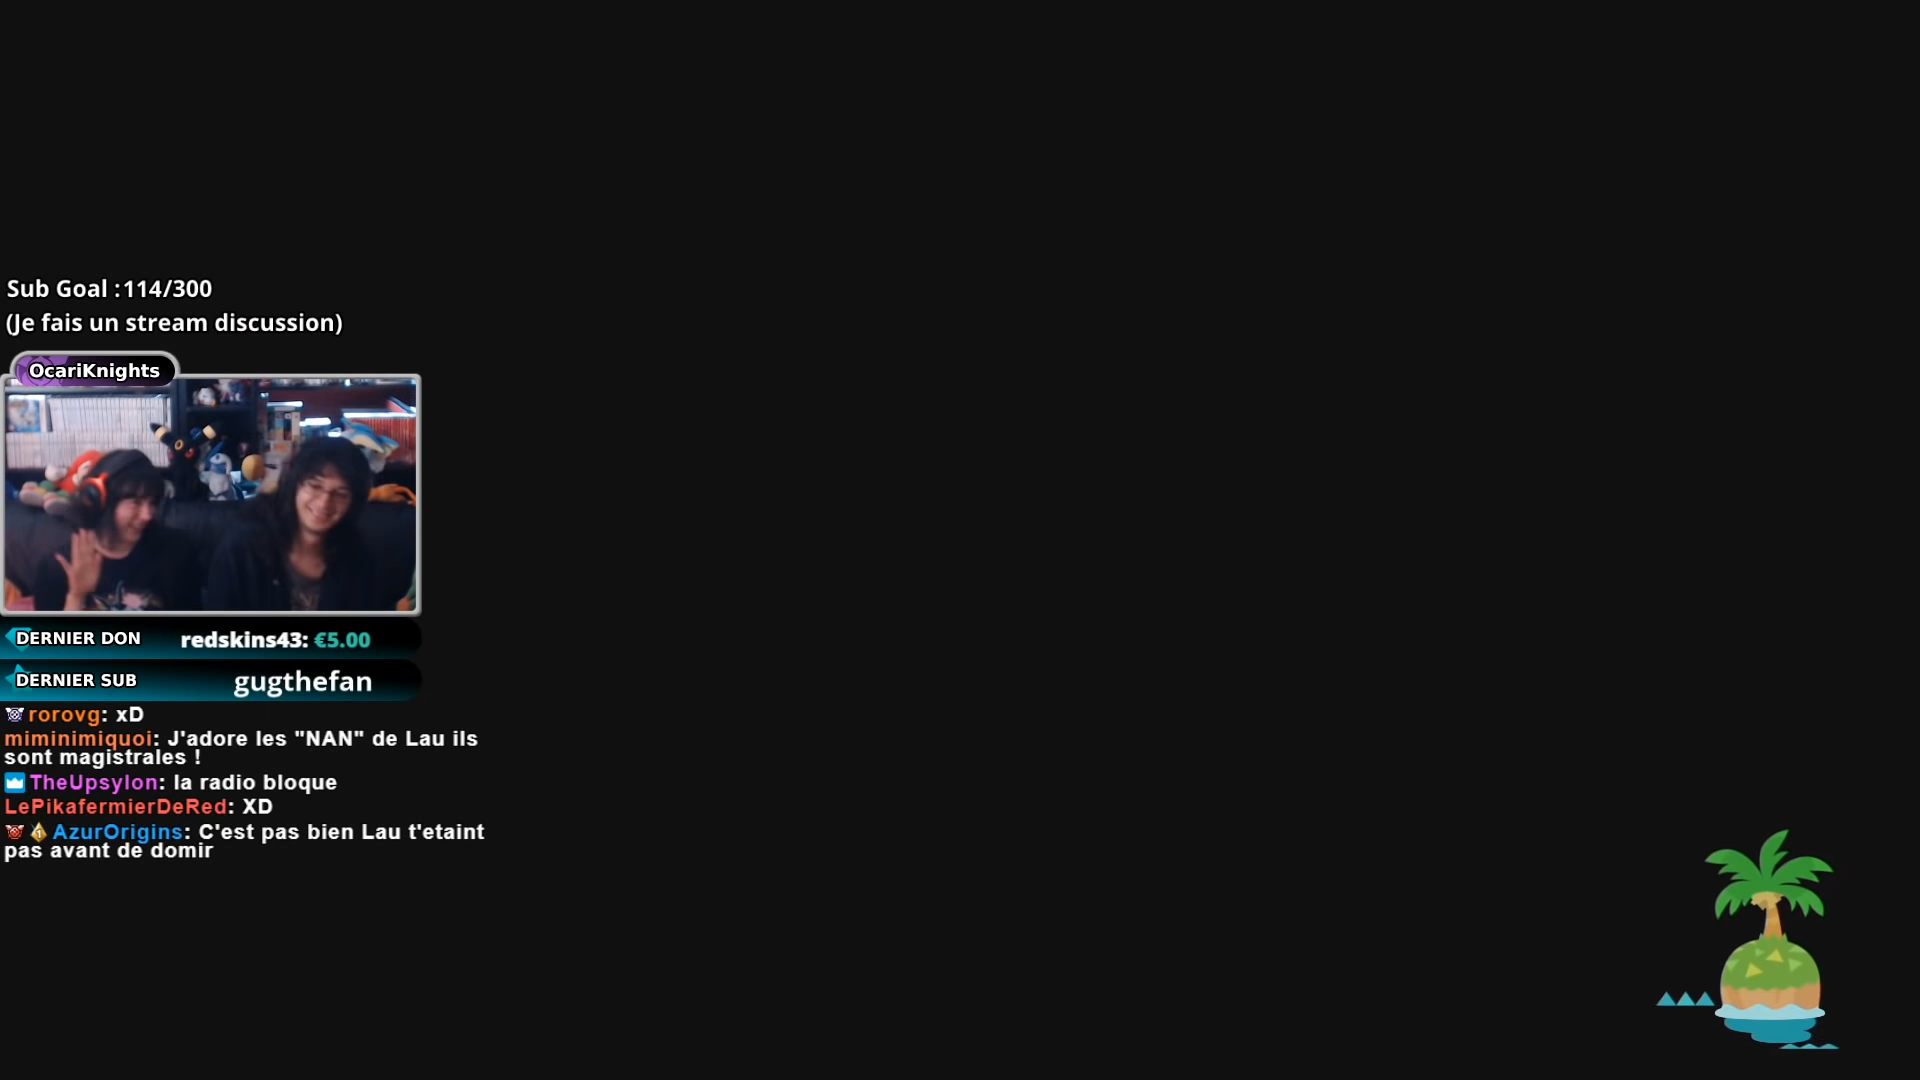 Sub Goal :114/300
(Je fais un stream discussion)
OcariKnights
DERNIER DON redskins43: €5.00
DERNIER SUB gugthefan
rorovg: xD
miminimiquoi: J'adore les "NAN" de Lau ils
sont magistrales !
TheUpsylon: la radio bloque
LePikafermierDeRed: XD
AzurOrigins: C'est pas bien Lau t'etaint
pas avant de domir